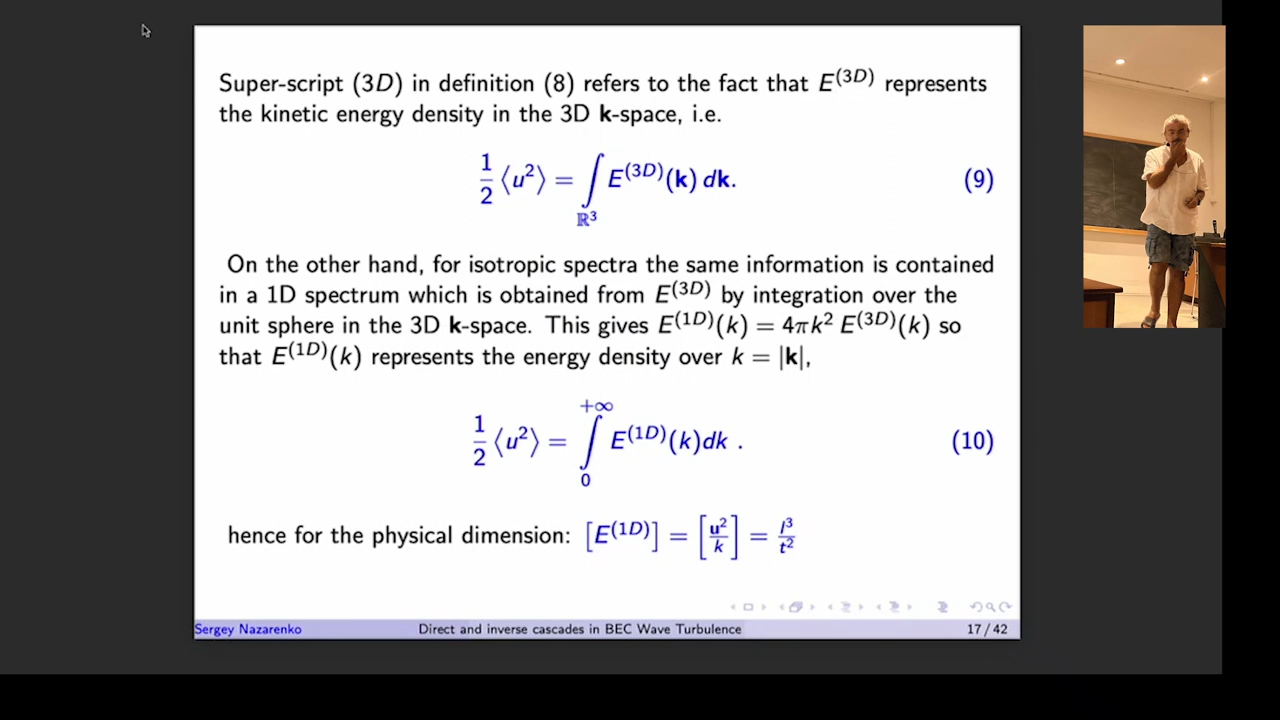 Super-script (3D) in definition (8) refers to the fact that E^(3D) represents
the kinetic energy density in the 3D k-space, i.e.
1/2 ⟨u²⟩ = ∫_ℝ³ E^(3D)(k) dk. (9)
On the other hand, for isotropic spectra the same information is contained
in a 1D spectrum which is obtained from E^(3D) by integration over the
unit sphere in the 3D k-space. This gives E^(1D)(k) = 4πk² E^(3D)(k) so
that E^(1D)(k) represents the energy density over k = |k|,
1/2 ⟨u²⟩ = ∫_0^+∞ E^(1D)(k)dk . (10)
hence for the physical dimension: [E^(1D)] = [u²/k] = l³/t²
Sergey Nazarenko Direct and inverse cascades in BEC Wave Turbulence 17 / 42